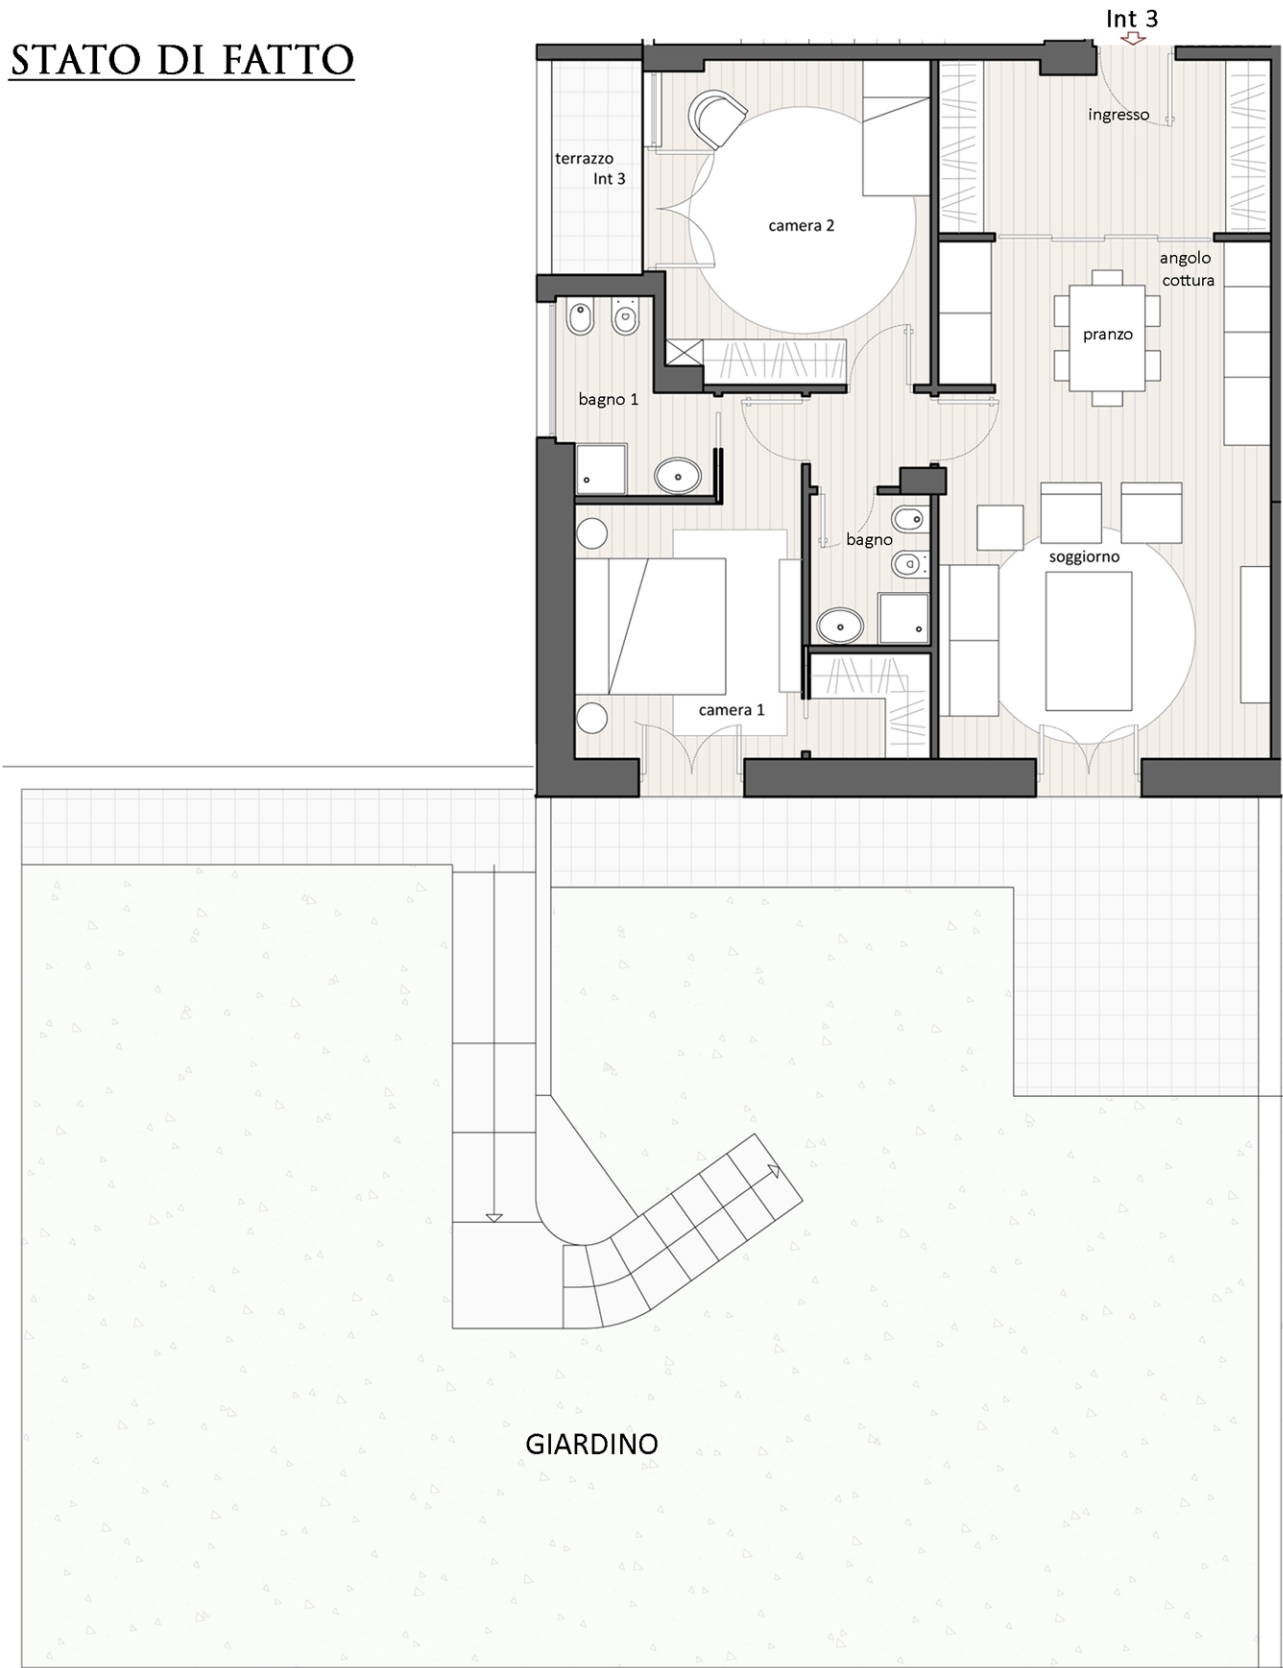 Int 3
STATO DI FATTO
ingresso
terrazzo
Int 3
camera 2
angolo
cottura
pranzo
bagno 1
bagno
soggiorno
camera 1
GIARDINO